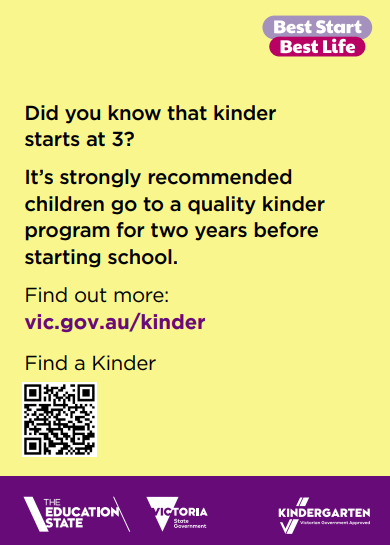 Best Start
Best Life
Did you know that kinder
starts at 3?
It’s strongly recommended
children go to a quality kinder
program for two years before
starting school.
Find out more:
vic.gov.au/kinder
Find a Kinder
THE
EDUCATION
STATE
VICTORIA
State
Government
KINDERGARTEN
Victorian Government Approved